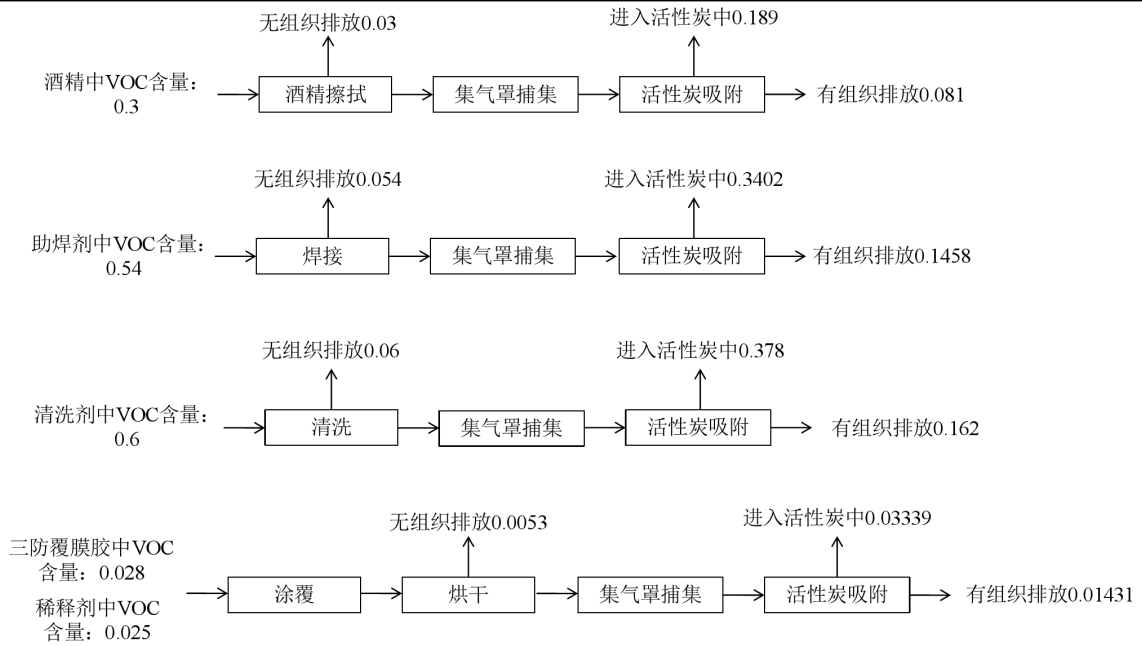 无组织排放0.03
进入活性炭中0.189
酒精中VOC含量：
0.3
酒精擦拭
集气罩捕集
活性炭吸附
有组织排放0.081
无组织排放0.054
进入活性炭中0.3402
助焊剂中VOC含量：
0.54
焊接
集气罩捕集
活性炭吸附
有组织排放0.1458
无组织排放0.06
进入活性炭中0.378
清洗剂中VOC含量：
0.6
清洗
集气罩捕集
活性炭吸附
有组织排放0.162
无组织排放0.0053
进入活性炭中0.03339
三防覆膜胶中VOC
含量：0.028
稀释剂中VOC
含量：0.025
涂覆
烘干
集气罩捕集
活性炭吸附
有组织排放0.01431